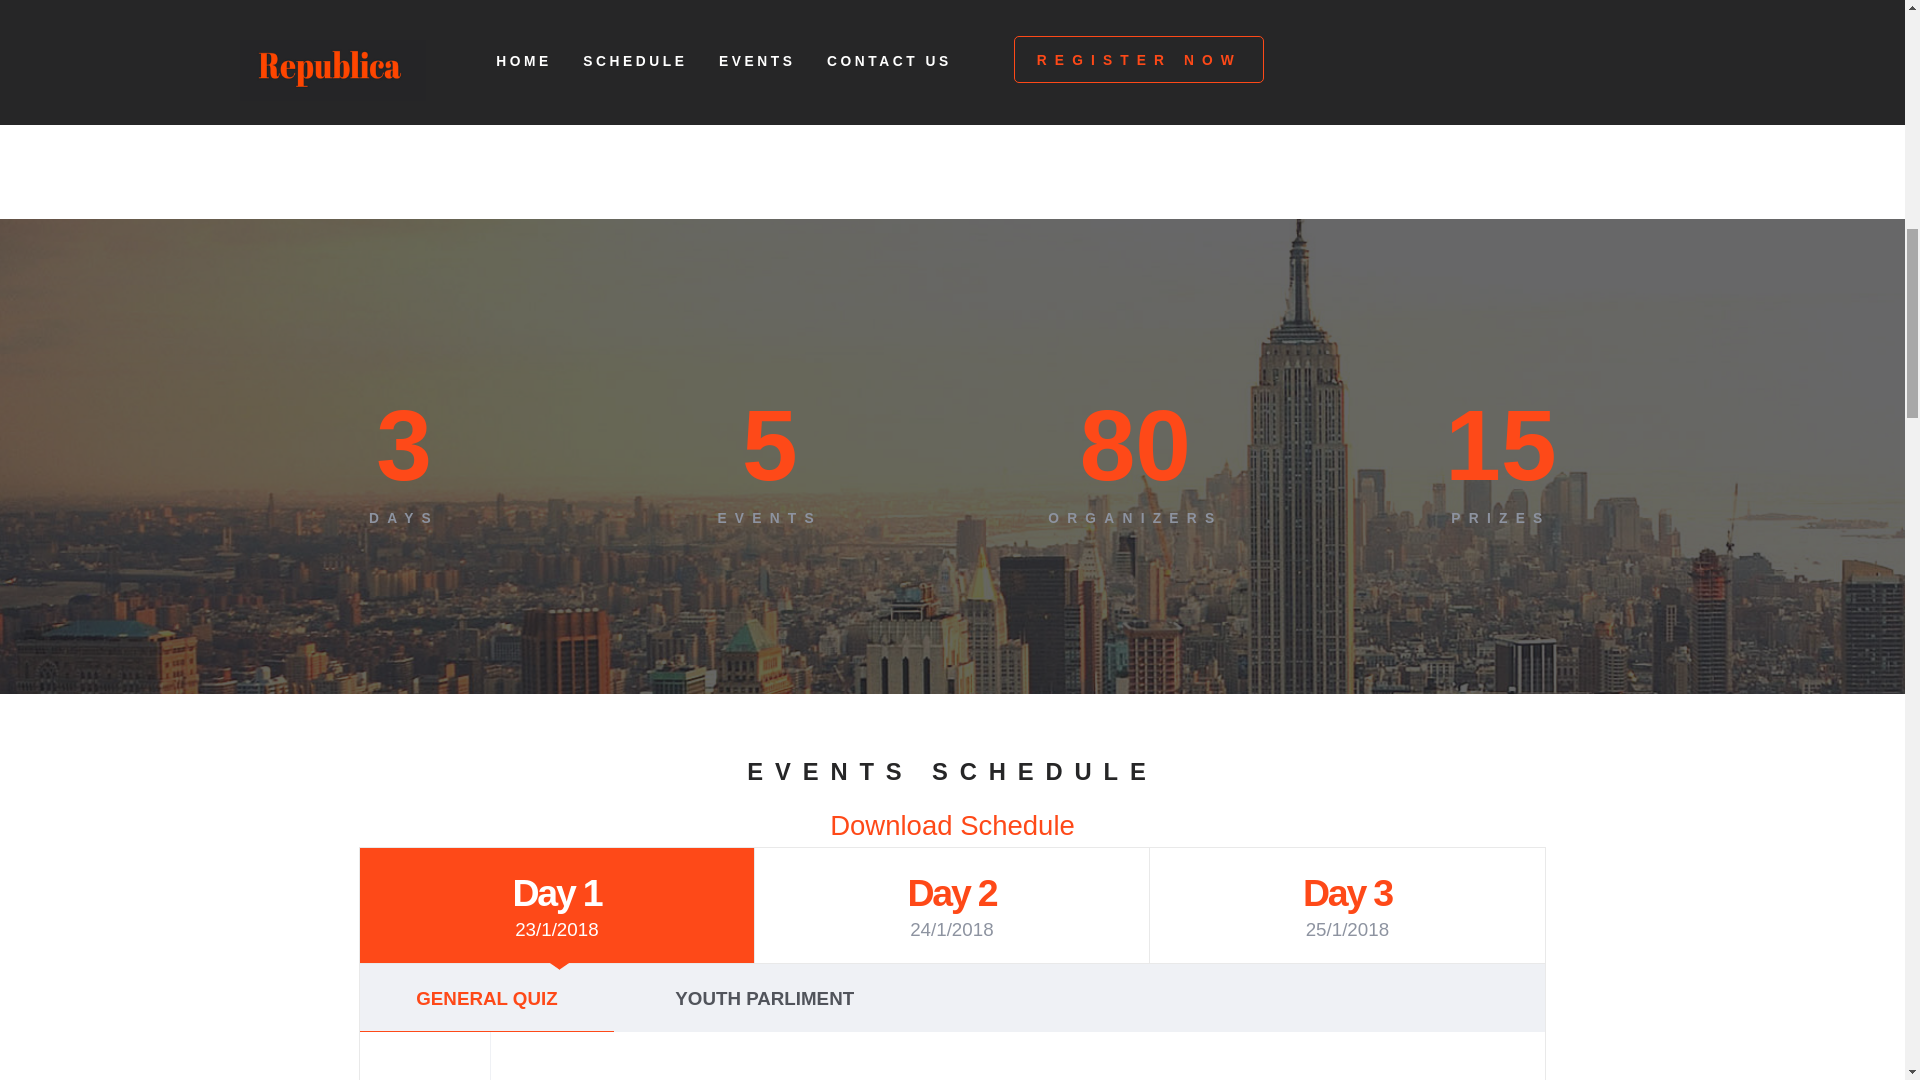 Republica
HOME SCHEDULE EVENTS CONTACT US REGISTER NOW
3 5 80 15
DAYS EVENTS ORGANIZERS PRIZES
EVENTS SCHEDULE
Download Schedule
Day 1 Day 2 Day 3
23/1/2018 24/1/2018 25/1/2018
GENERAL QUIZ YOUTH PARLIMENT